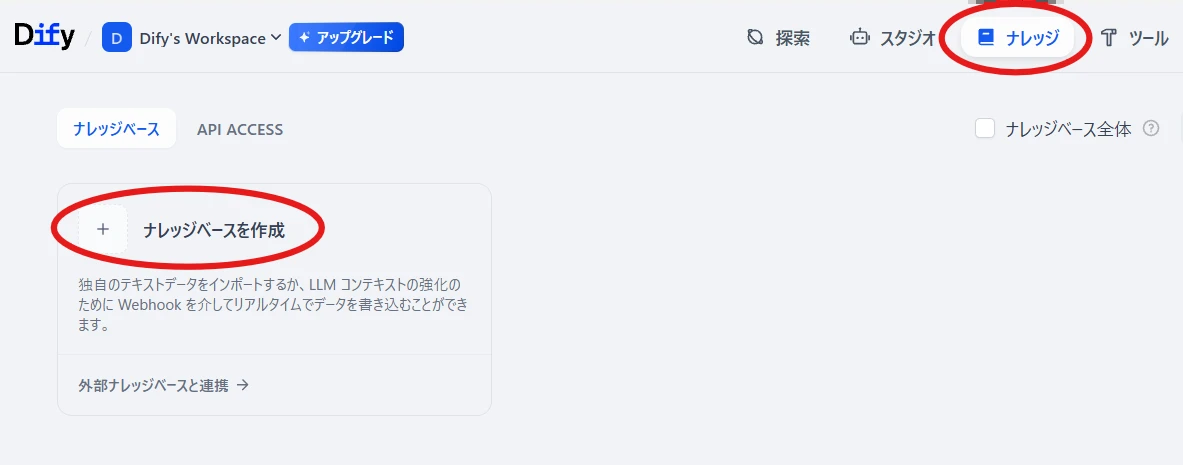 Dify / D Dify's Workspace アップグレード 探索 スタジオ ナレッジ ツール
ナレッジベース API ACCESS ナレッジベース全体 ?
+ ナレッジベースを作成
独自のテキストデータをインポートするか、LLM コンテキストの強化の
ために Webhook を介してリアルタイムでデータを書き込むことができ
ます。
外部ナレッジベースと連携 →